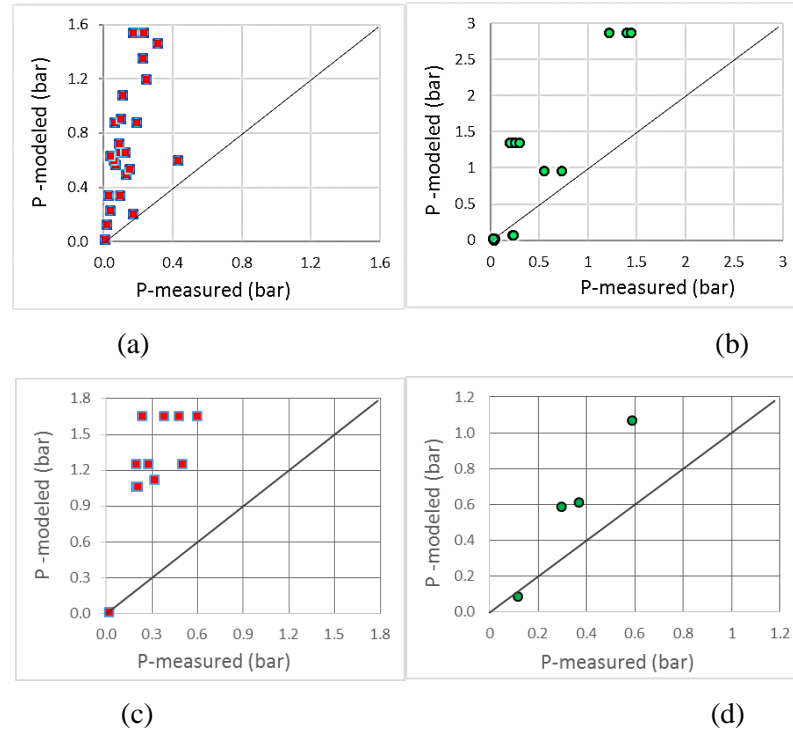 P -modeled (bar)
1.6
1.2
0.8
0.4
0.0
0.0 0.4 0.8 1.2 1.6
P-measured (bar)
(a)
P -modeled (bar)
3
2.5
2
1.5
1
0.5
0
0 0.5 1 1.5 2 2.5 3
P-measured (bar)
(b)
P -modeled (bar)
1.8
1.5
1.2
0.9
0.6
0.3
0.0
0.0 0.3 0.6 0.9 1.2 1.5 1.8
P-measured (bar)
(c)
P -modeled (bar)
1.2
1.0
0.8
0.6
0.4
0.2
0.0
0 0.2 0.4 0.6 0.8 1 1.2
P-measured (bar)
(d)